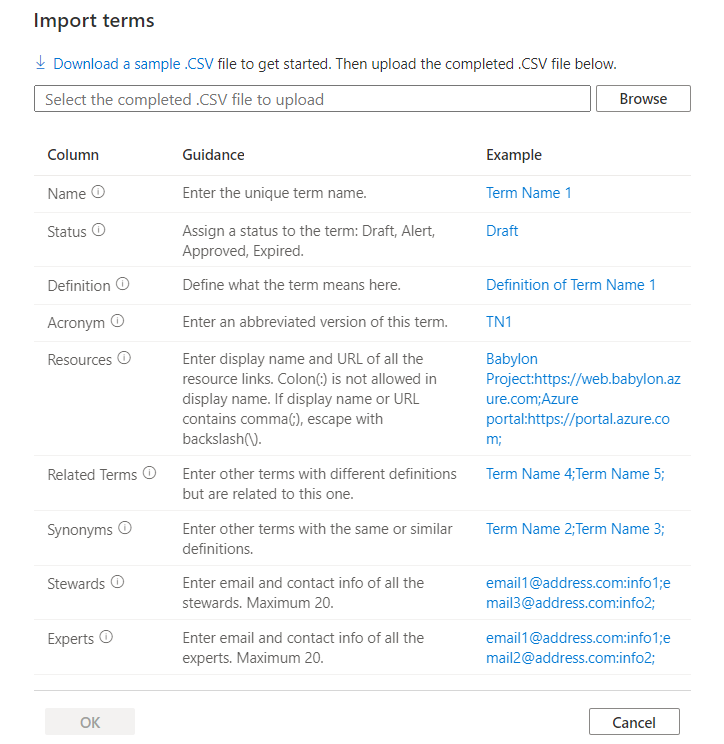 Import terms
Download a sample .CSV file to get started. Then upload the completed .CSV file below.
Select the completed .CSV file to upload Browse
Column Guidance Example
Name Enter the unique term name. Term Name 1
Status Assign a status to the term: Draft, Alert, Draft
Approved, Expired.
Definition Define what the term means here. Definition of Term Name 1
Acronym Enter an abbreviated version of this term. TN1
Resources Enter display name and URL of all the Babylon
resource links. Colon(:) is not allowed in Project:https://web.babylon.az
display name. If display name or URL ure.com;Azure
contains comma(;), escape with portal:https://portal.azure.co
backslash(\). m;
Related Terms Enter other terms with different definitions Term Name 4;Term Name 5;
but are related to this one.
Synonyms Enter other terms with the same or similar Term Name 2;Term Name 3;
definitions.
Stewards Enter email and contact info of all the email1@address.com:info1;e
stewards. Maximum 20. mail3@address.com:info2;
Experts Enter email and contact info of all the email1@address.com:info1;e
experts. Maximum 20. mail2@address.com:info2;
OK Cancel